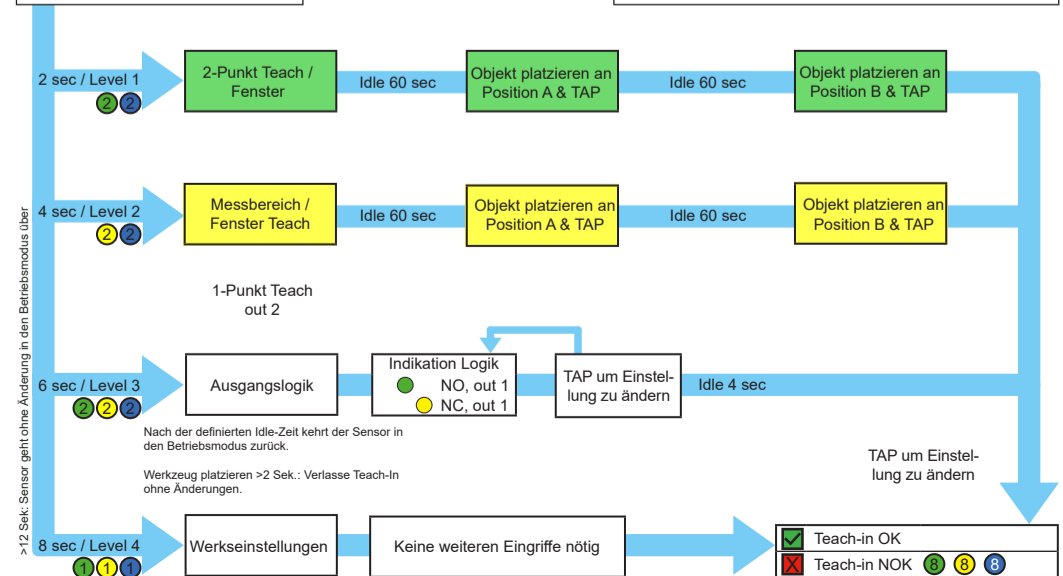 2 sec / Level 1
2 2
2-Punkt Teach /
Fenster
Idle 60 sec
Objekt platzieren an
Position A & TAP
Idle 60 sec
Objekt platzieren an
Position B & TAP
4 sec / Level 2
2 2
Messbereich /
Fenster Teach
Idle 60 sec
Objekt platzieren an
Position A & TAP
Idle 60 sec
Objekt platzieren an
Position B & TAP
1-Punkt Teach
out 2
6 sec / Level 3
2 2 2
Ausgangslogik
Indikation Logik
NO, out 1
NC, out 1
TAP um Einstel-
lung zu ändern
Idle 4 sec
Nach der definierten Idle-Zeit kehrt der Sensor in
den Betriebsmodus zurück.
Werkzeug platzieren >2 Sek.: Verlasse Teach-In
ohne Änderungen.
TAP um Einstel-
lung zu ändern
>12 Sek: Sensor geht ohne Änderung in den Betriebsmodus über
8 sec / Level 4
1 1 1
Werkseinstellungen
Keine weiteren Eingriffe nötig
Teach-in OK
Teach-in NOK 8 8 8